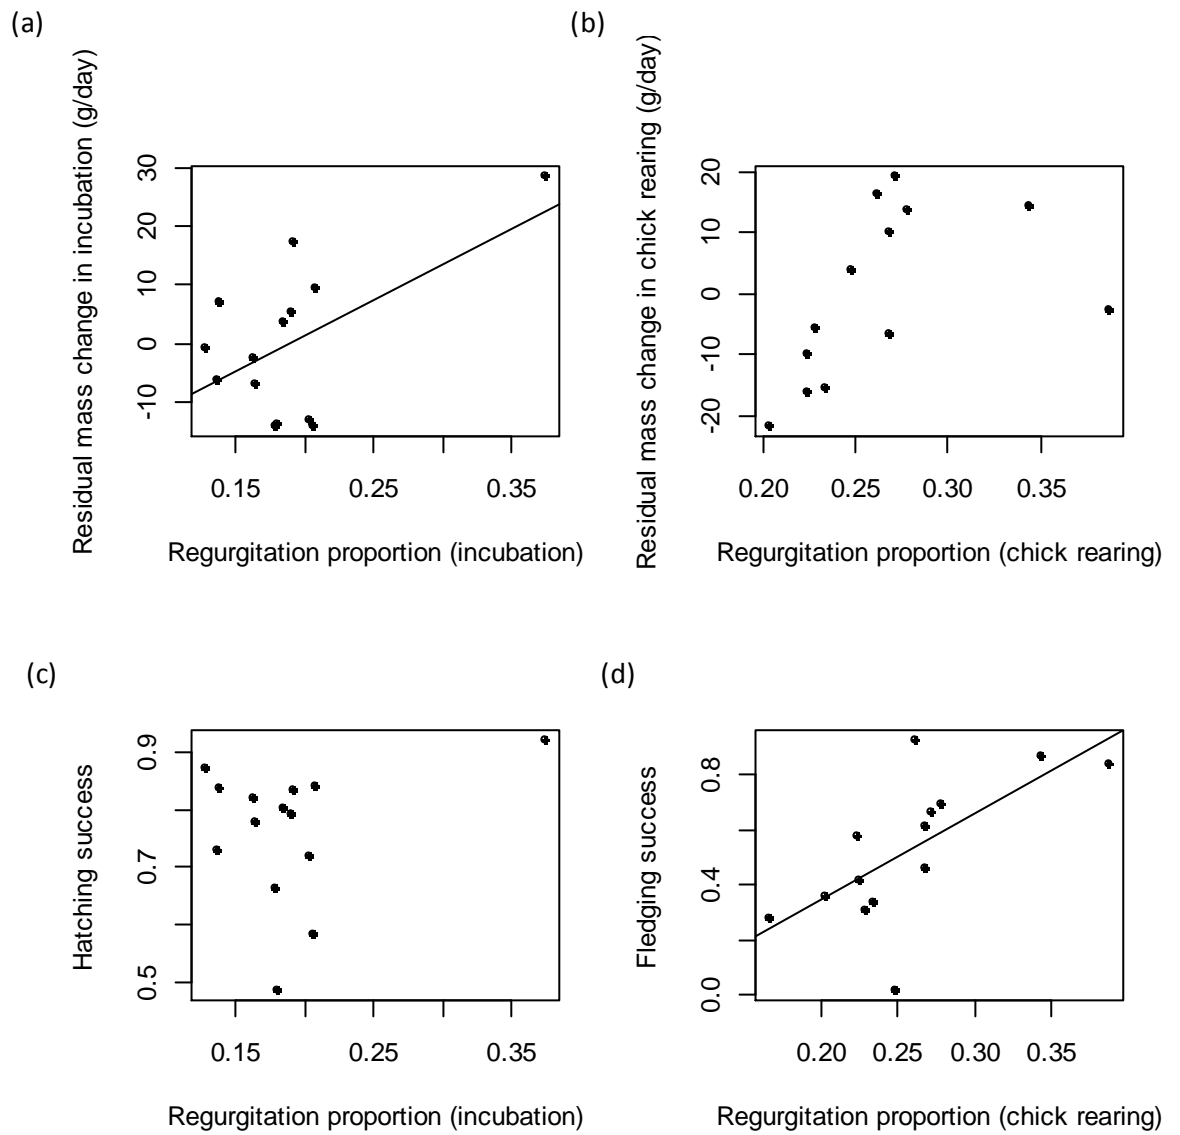 (a)
Residual mass change in incubation (g/day)
30
20
10
0
-10
0.15
0.25
0.35
Regurgitation proportion (incubation)
(b)
Residual mass change in chick rearing (g/day)
20
10
0
-10
-20
0.20
0.25
0.30
0.35
Regurgitation proportion (chick rearing)
(c)
Hatching success
0.9
0.7
0.5
0.15
0.25
0.35
Regurgitation proportion (incubation)
(d)
Fledging success
0.8
0.4
0.0
0.20
0.25
0.30
0.35
Regurgitation proportion (chick rearing)